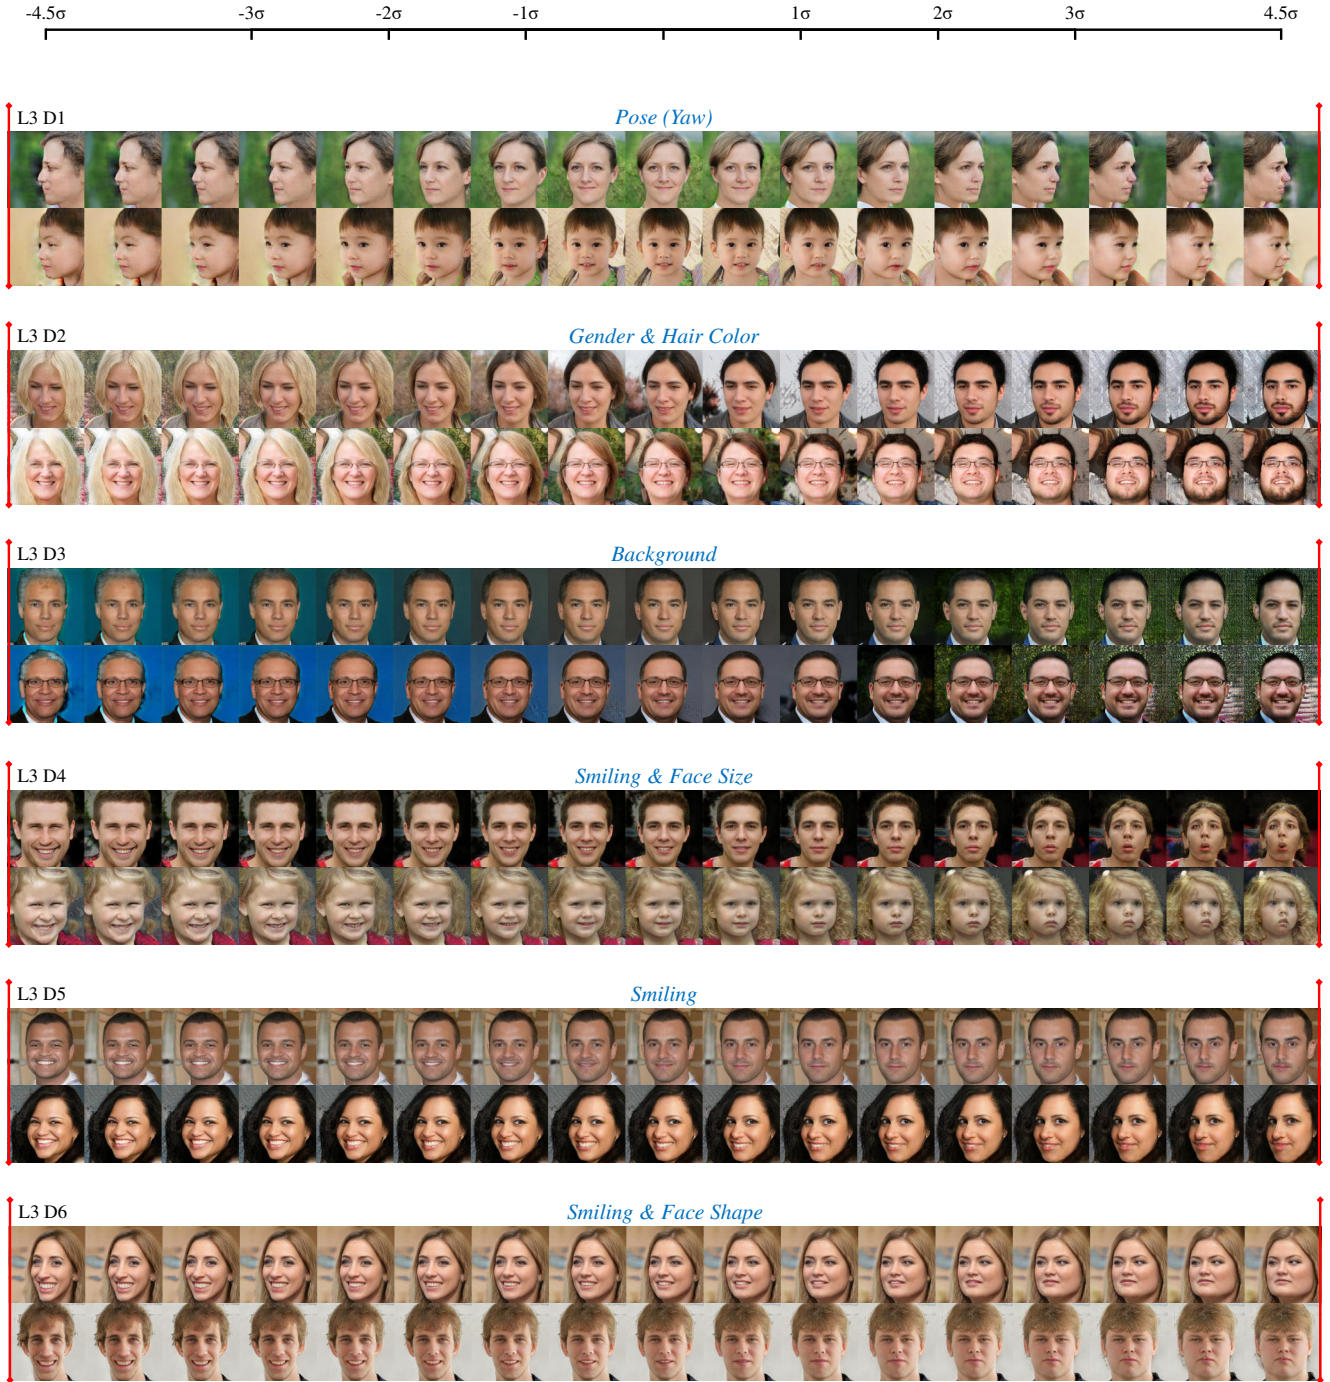 -4.5σ -3σ -2σ -1σ 1σ 2σ 3σ 4.5σ
L3 D1 Pose (Yaw)
L3 D2 Gender & Hair Color
L3 D3 Background
L3 D4 Smiling & Face Size
L3 D5 Smiling
L3 D6 Smiling & Face Shape